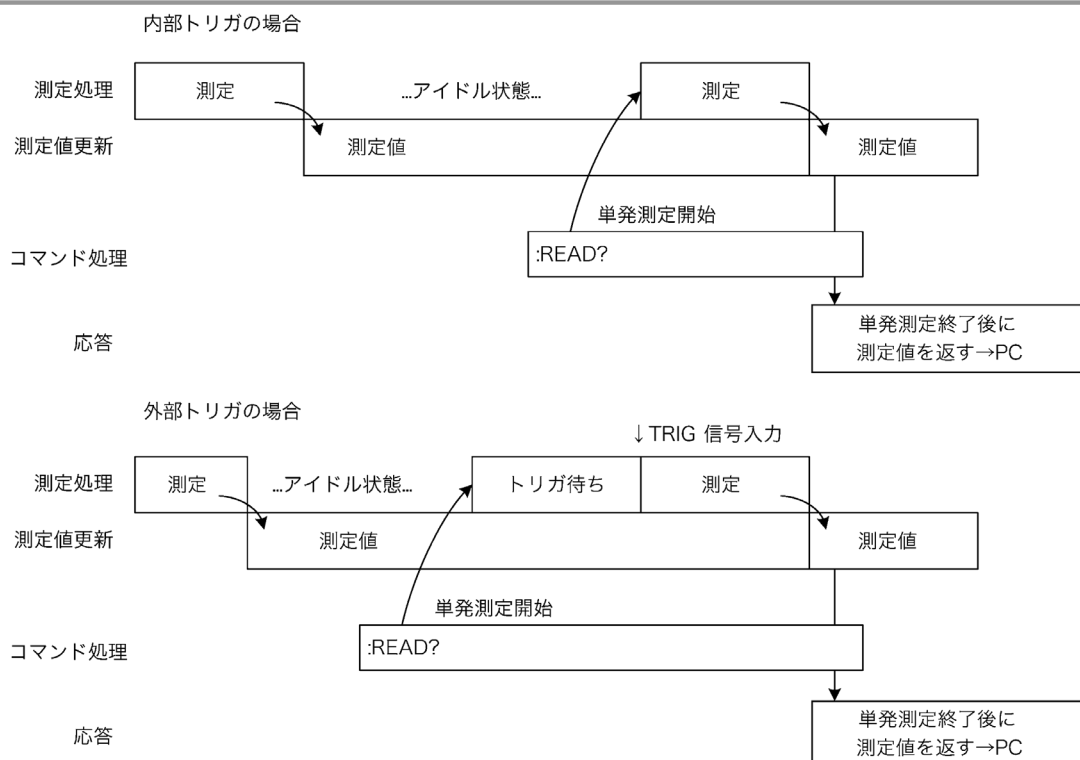 内部トリガの場合
測定処理
測定
...アイドル状態...
測定
測定値更新
測定値
測定値
単発測定開始
コマンド処理
:READ?
応答
単発測定終了後に
測定値を返す→PC
外部トリガの場合
↓TRIG 信号入力
測定処理
測定
...アイドル状態...
トリガ待ち
測定
測定値更新
測定値
測定値
単発測定開始
コマンド処理
:READ?
応答
単発測定終了後に
測定値を返す→PC